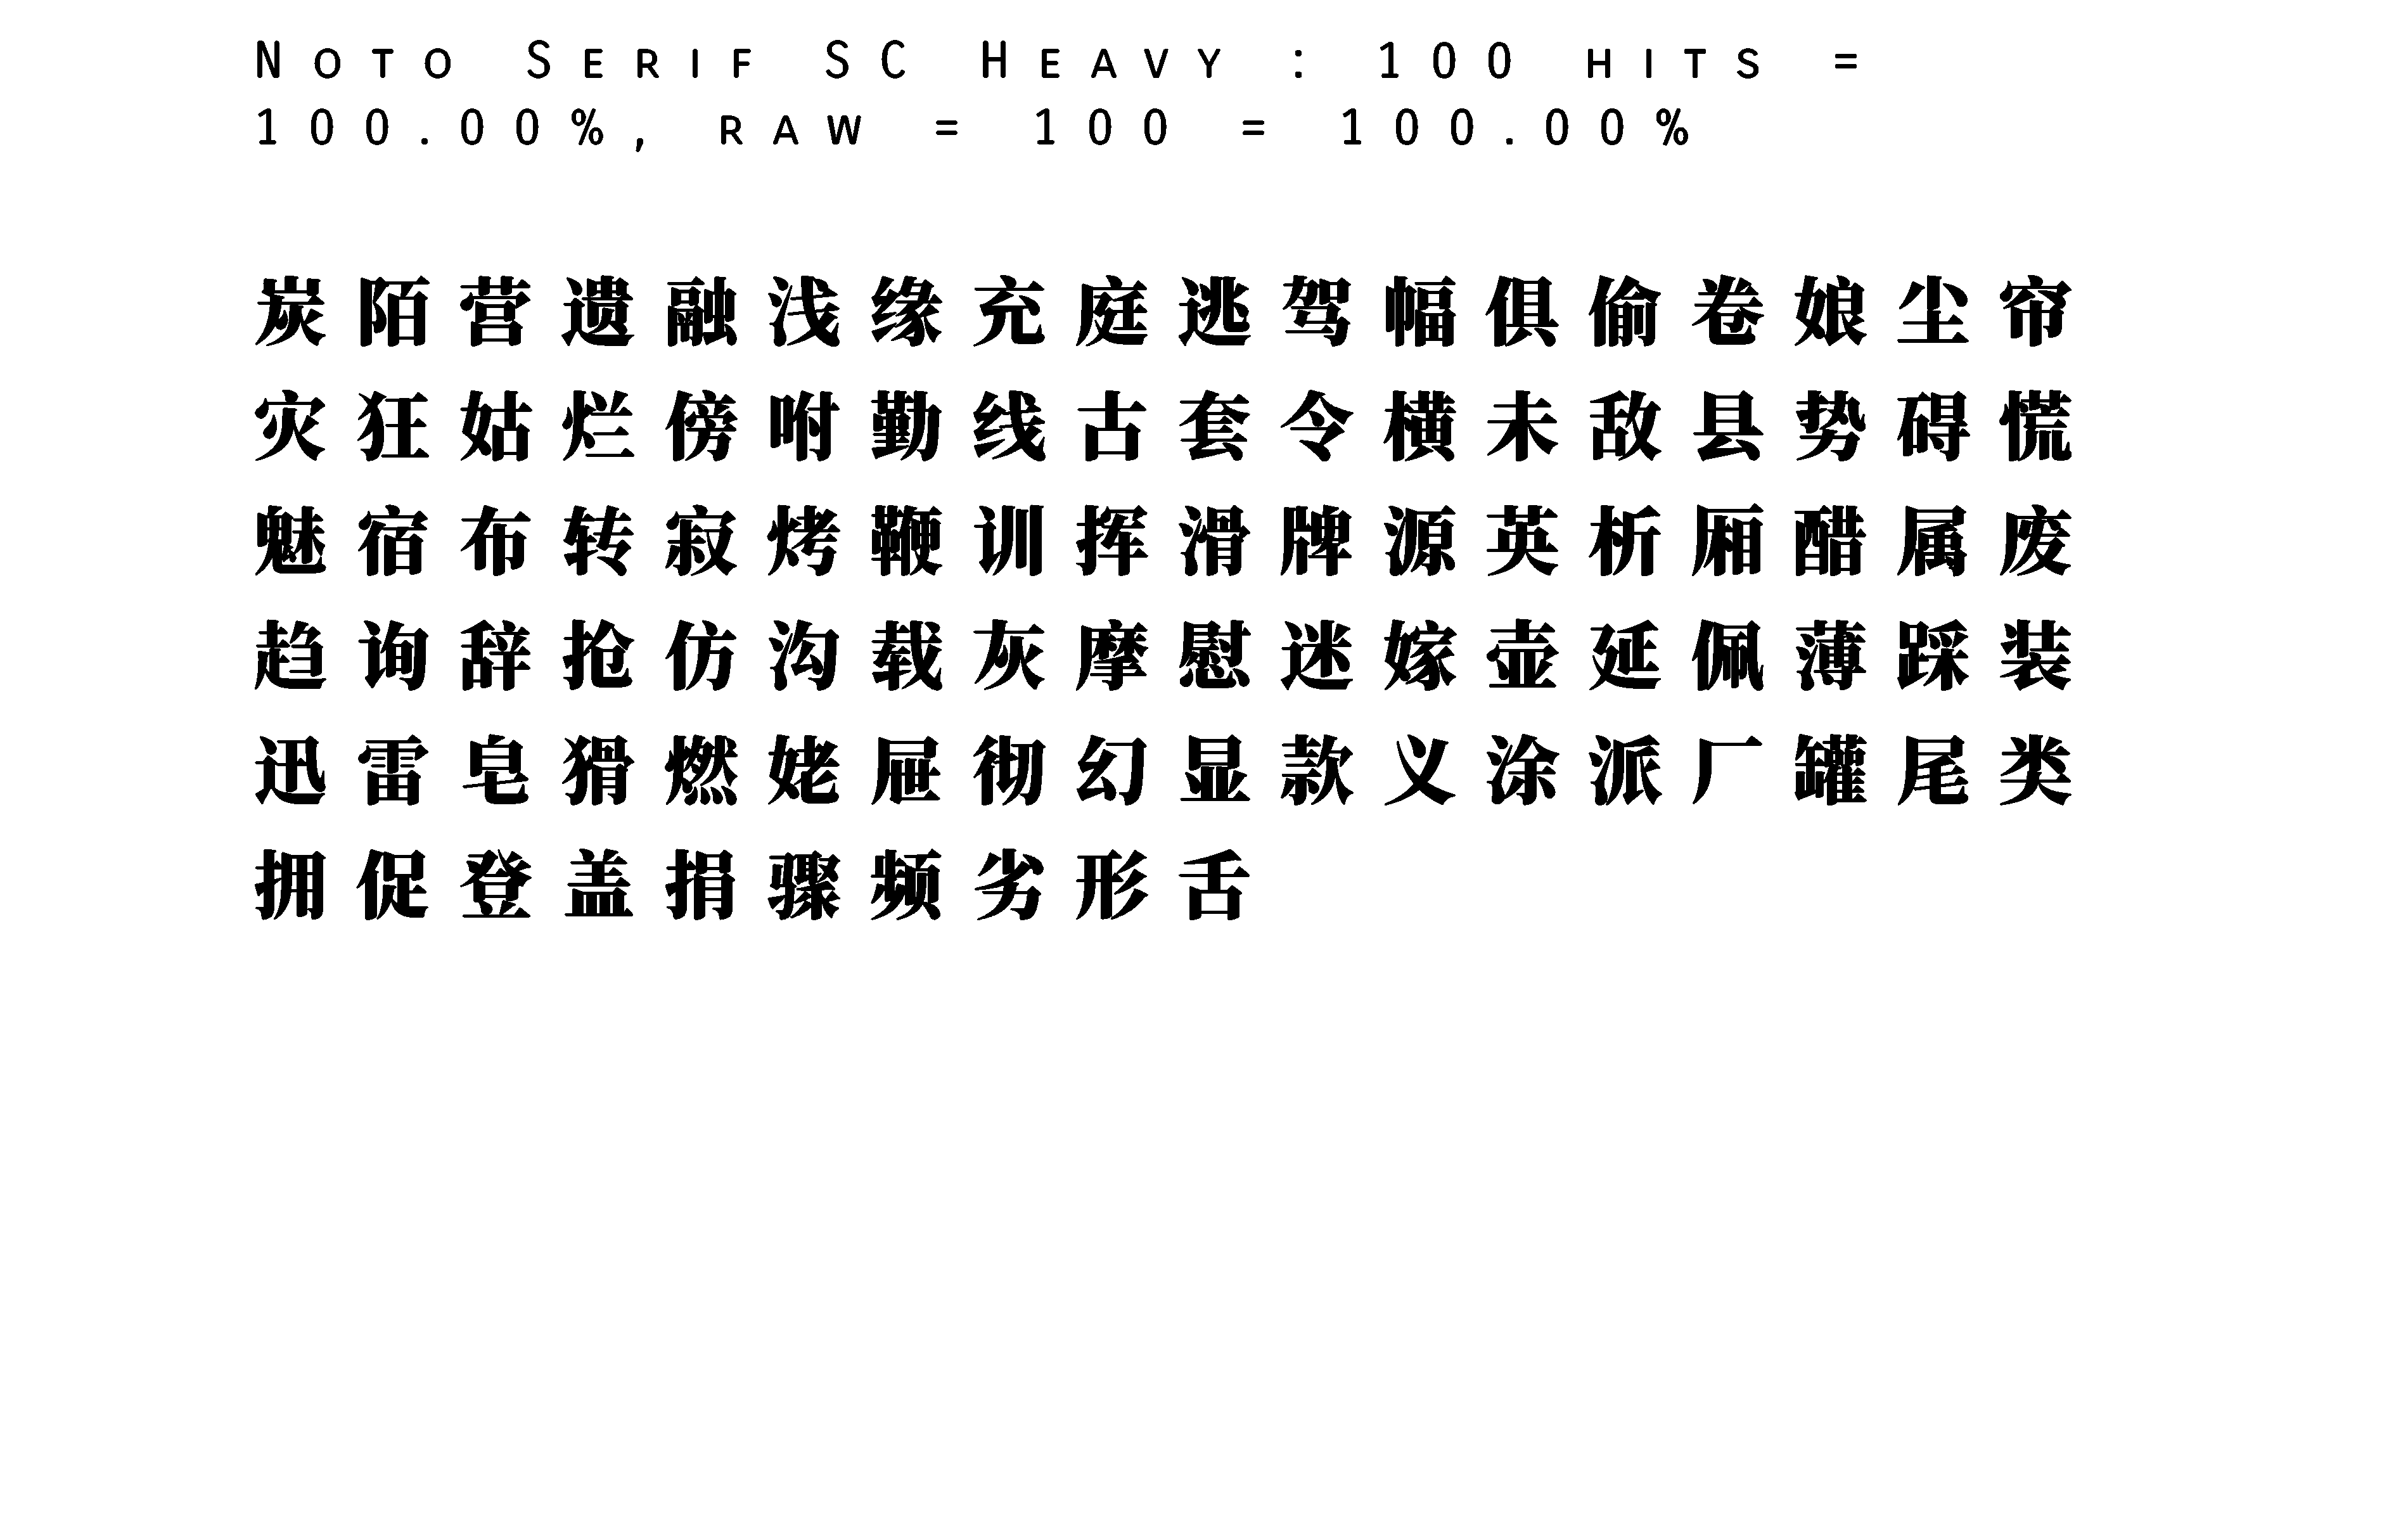 Noto Serif SC Heavy : 100 hits =
100.00%, raw = 100 = 100.00%
炭陌营遗融浅缘充庭逃驾幅俱偷卷娘尘帘
灾狂姑烂傍咐勤线古套令横未敌县势碍慌
魅宿布转寂烤鞭训挥滑牌源英析厢醋属废
趋询辞抢仿沟载灰摩慰迷嫁壶延佩薄踩装
迅雷皂猾燃姥屉彻幻显款义涂派厂罐尾类
拥促登盖捐骤频劣形舌